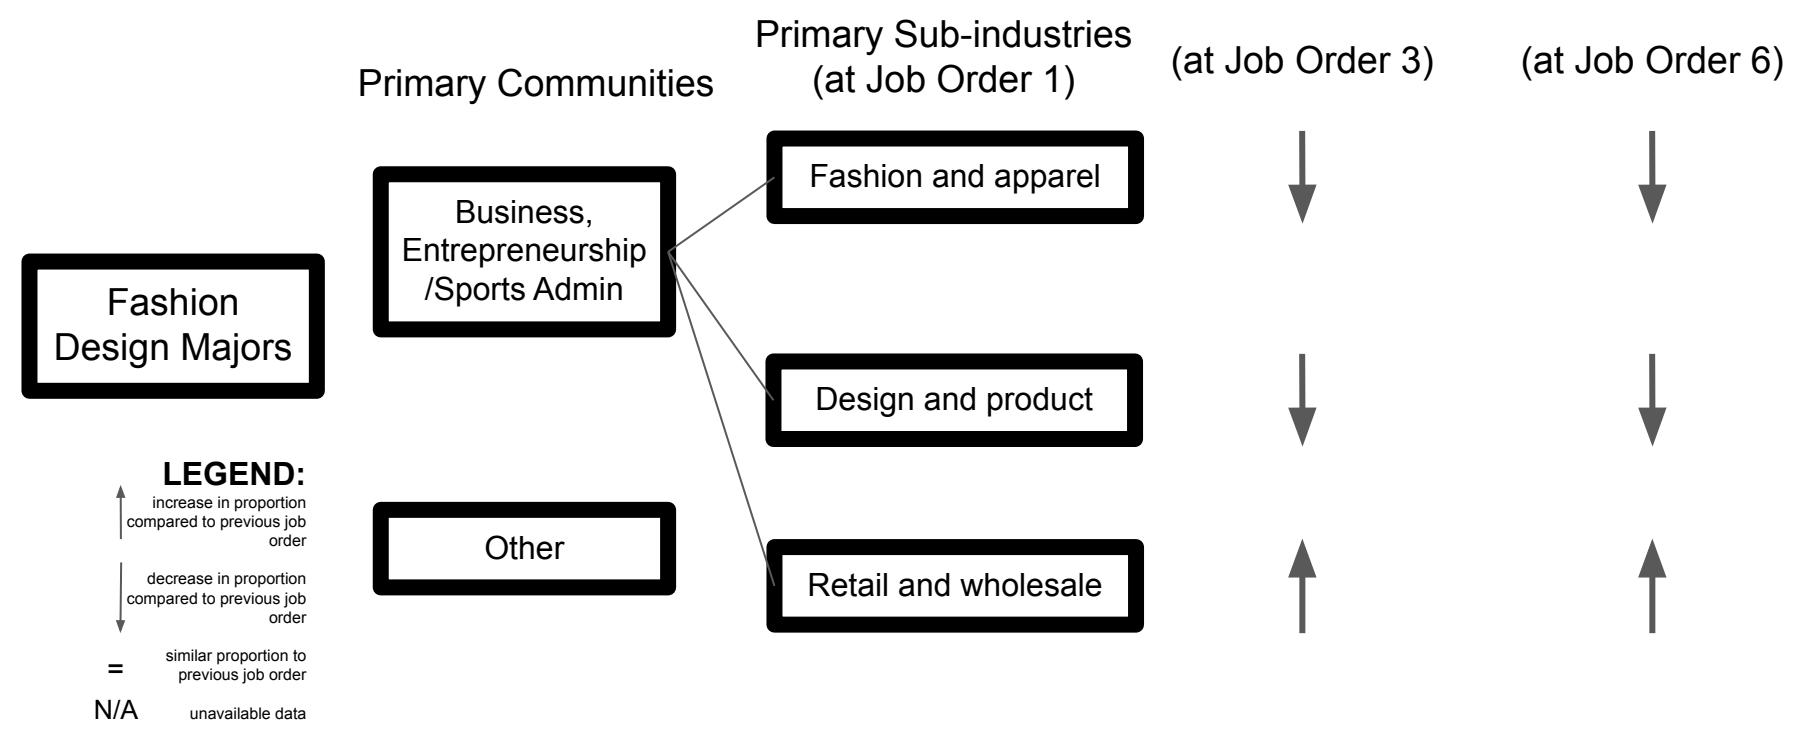 Primary Communities
Primary Sub-industries
(at Job Order 1)
(at Job Order 3)
(at Job Order 6)
Fashion
Design Majors
Business,
Entrepreneurship
/Sports Admin
Other
Fashion and apparel
Design and product
Retail and wholesale
LEGEND:
increase in proportion
compared to previous job
order
decrease in proportion
compared to previous job
order
= similar proportion to
previous job order
N/A unavailable data